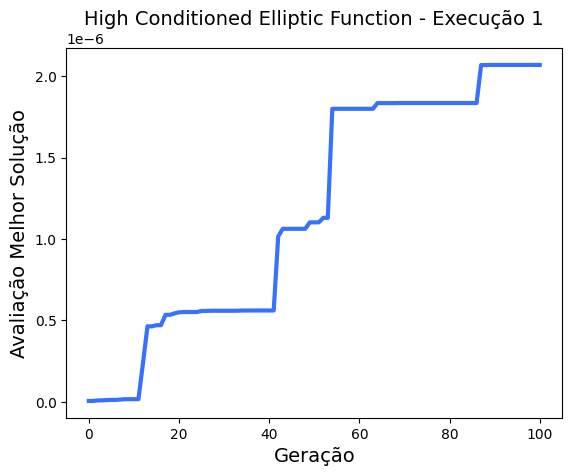 High Conditioned Elliptic Function - Execução 1
1e−6
2.0
1.5
1.0
0.5
0.0
Avaliação Melhor Solução
0 20 40 60 80 100
Geração